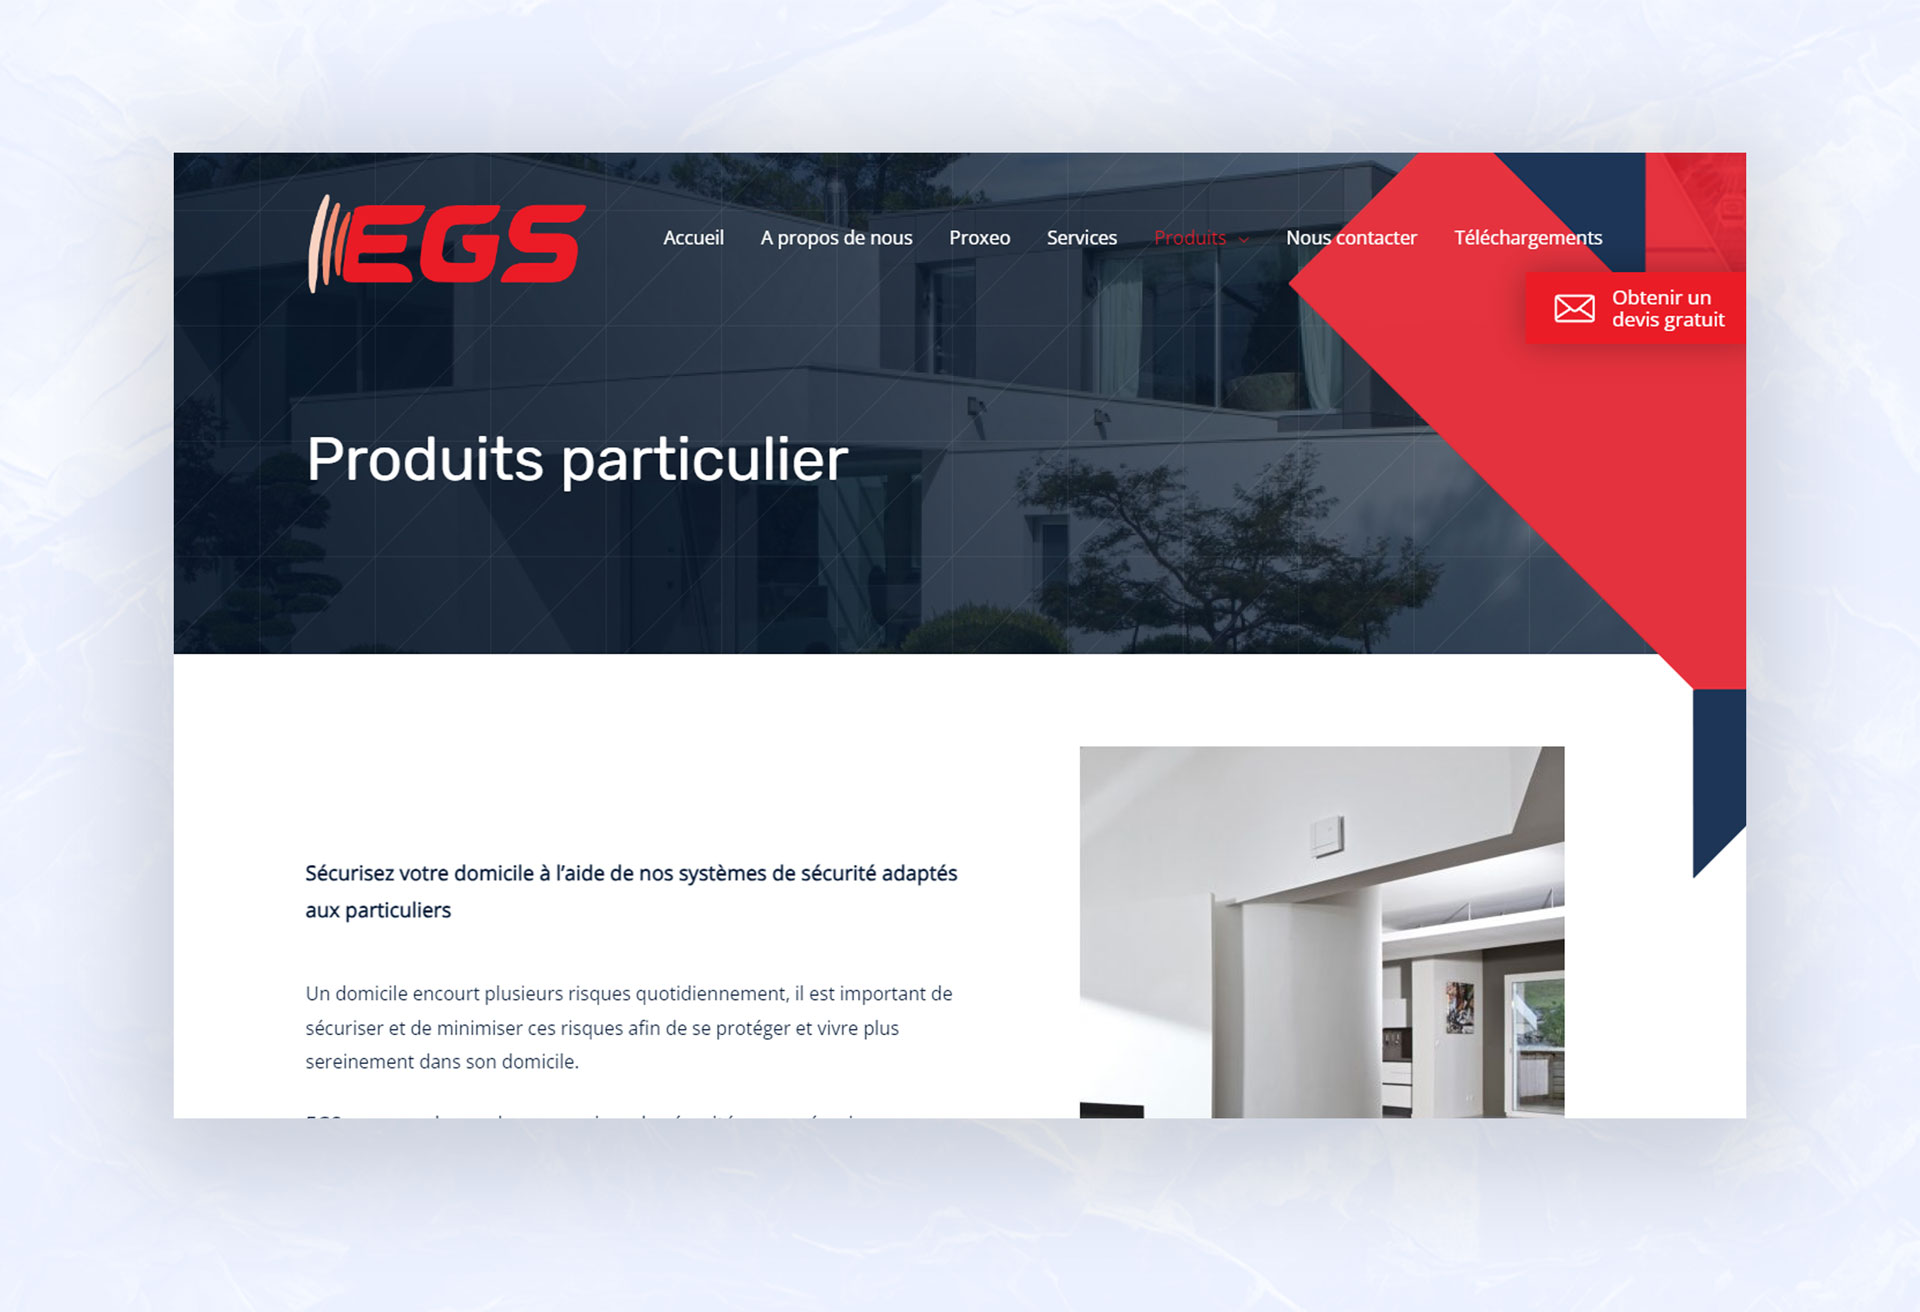 EGS
Accueil A propos de nous Proxeo Services Produits Nous contacter Téléchargements
Obtenir un
devis gratuit
Produits particulier
Sécurisez votre domicile à l’aide de nos systèmes de sécurité adaptés
aux particuliers
Un domicile encourt plusieurs risques quotidiennement, il est important de
sécuriser et de minimiser ces risques afin de se protéger et vivre plus
sereinement dans son domicile.